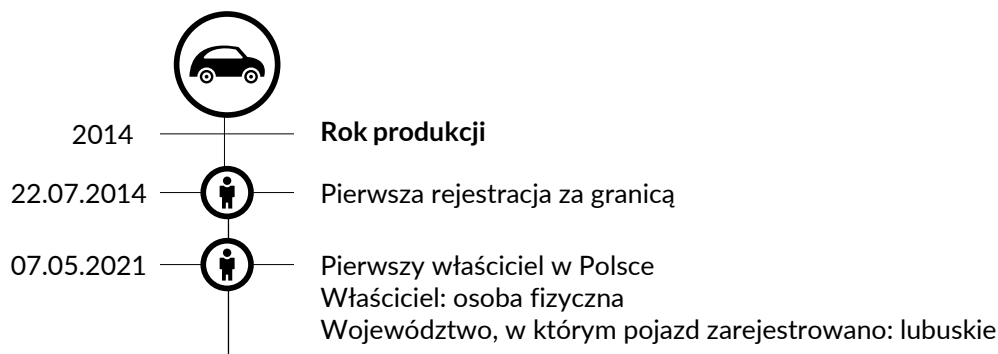 2014 Rok produkcji
22.07.2014 Pierwsza rejestracja za granicą
07.05.2021 Pierwszy właściciel w Polsce
Właściciel: osoba fizyczna
Województwo, w którym pojazd zarejestrowano: lubuskie